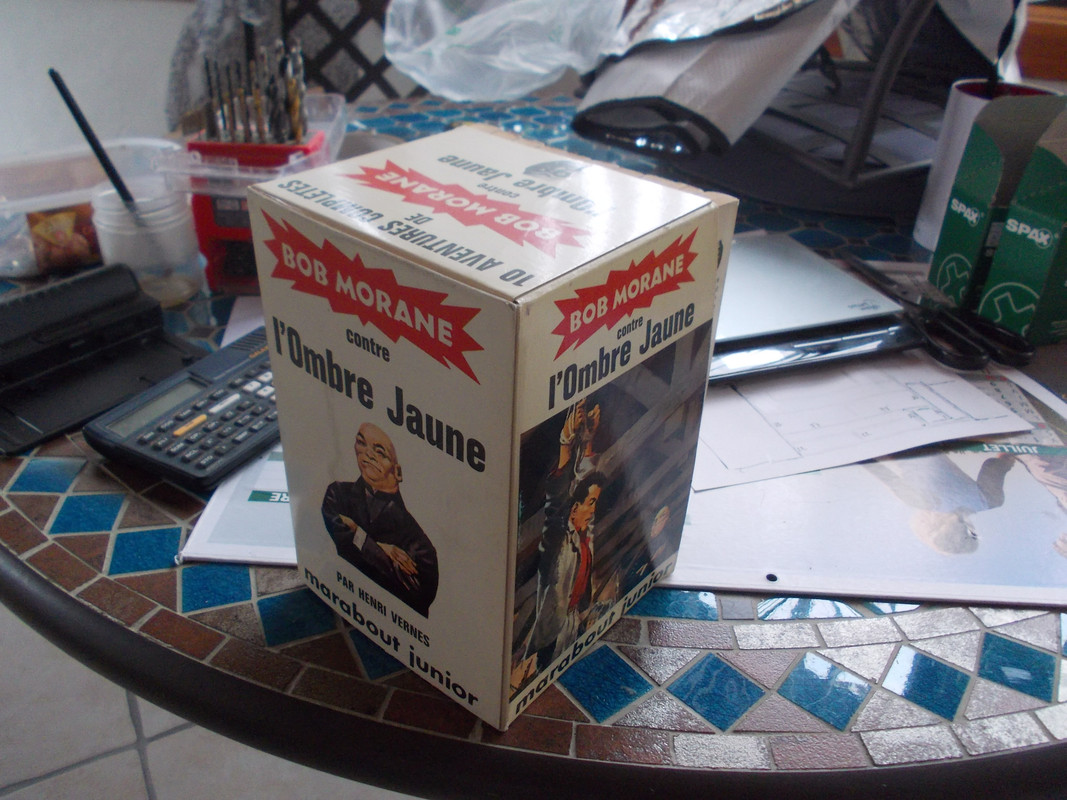 10 AVENTURES COMPLÈTES
DE
BOB MORANE
contre
l'Ombre Jaune
BOB MORANE
contre
l'Ombre Jaune
PAR HENRI VERNES
marabout junior
BOB MORANE
contre
l'Ombre Jaune
marabout junior
SPAX
SPAX
JUILLET